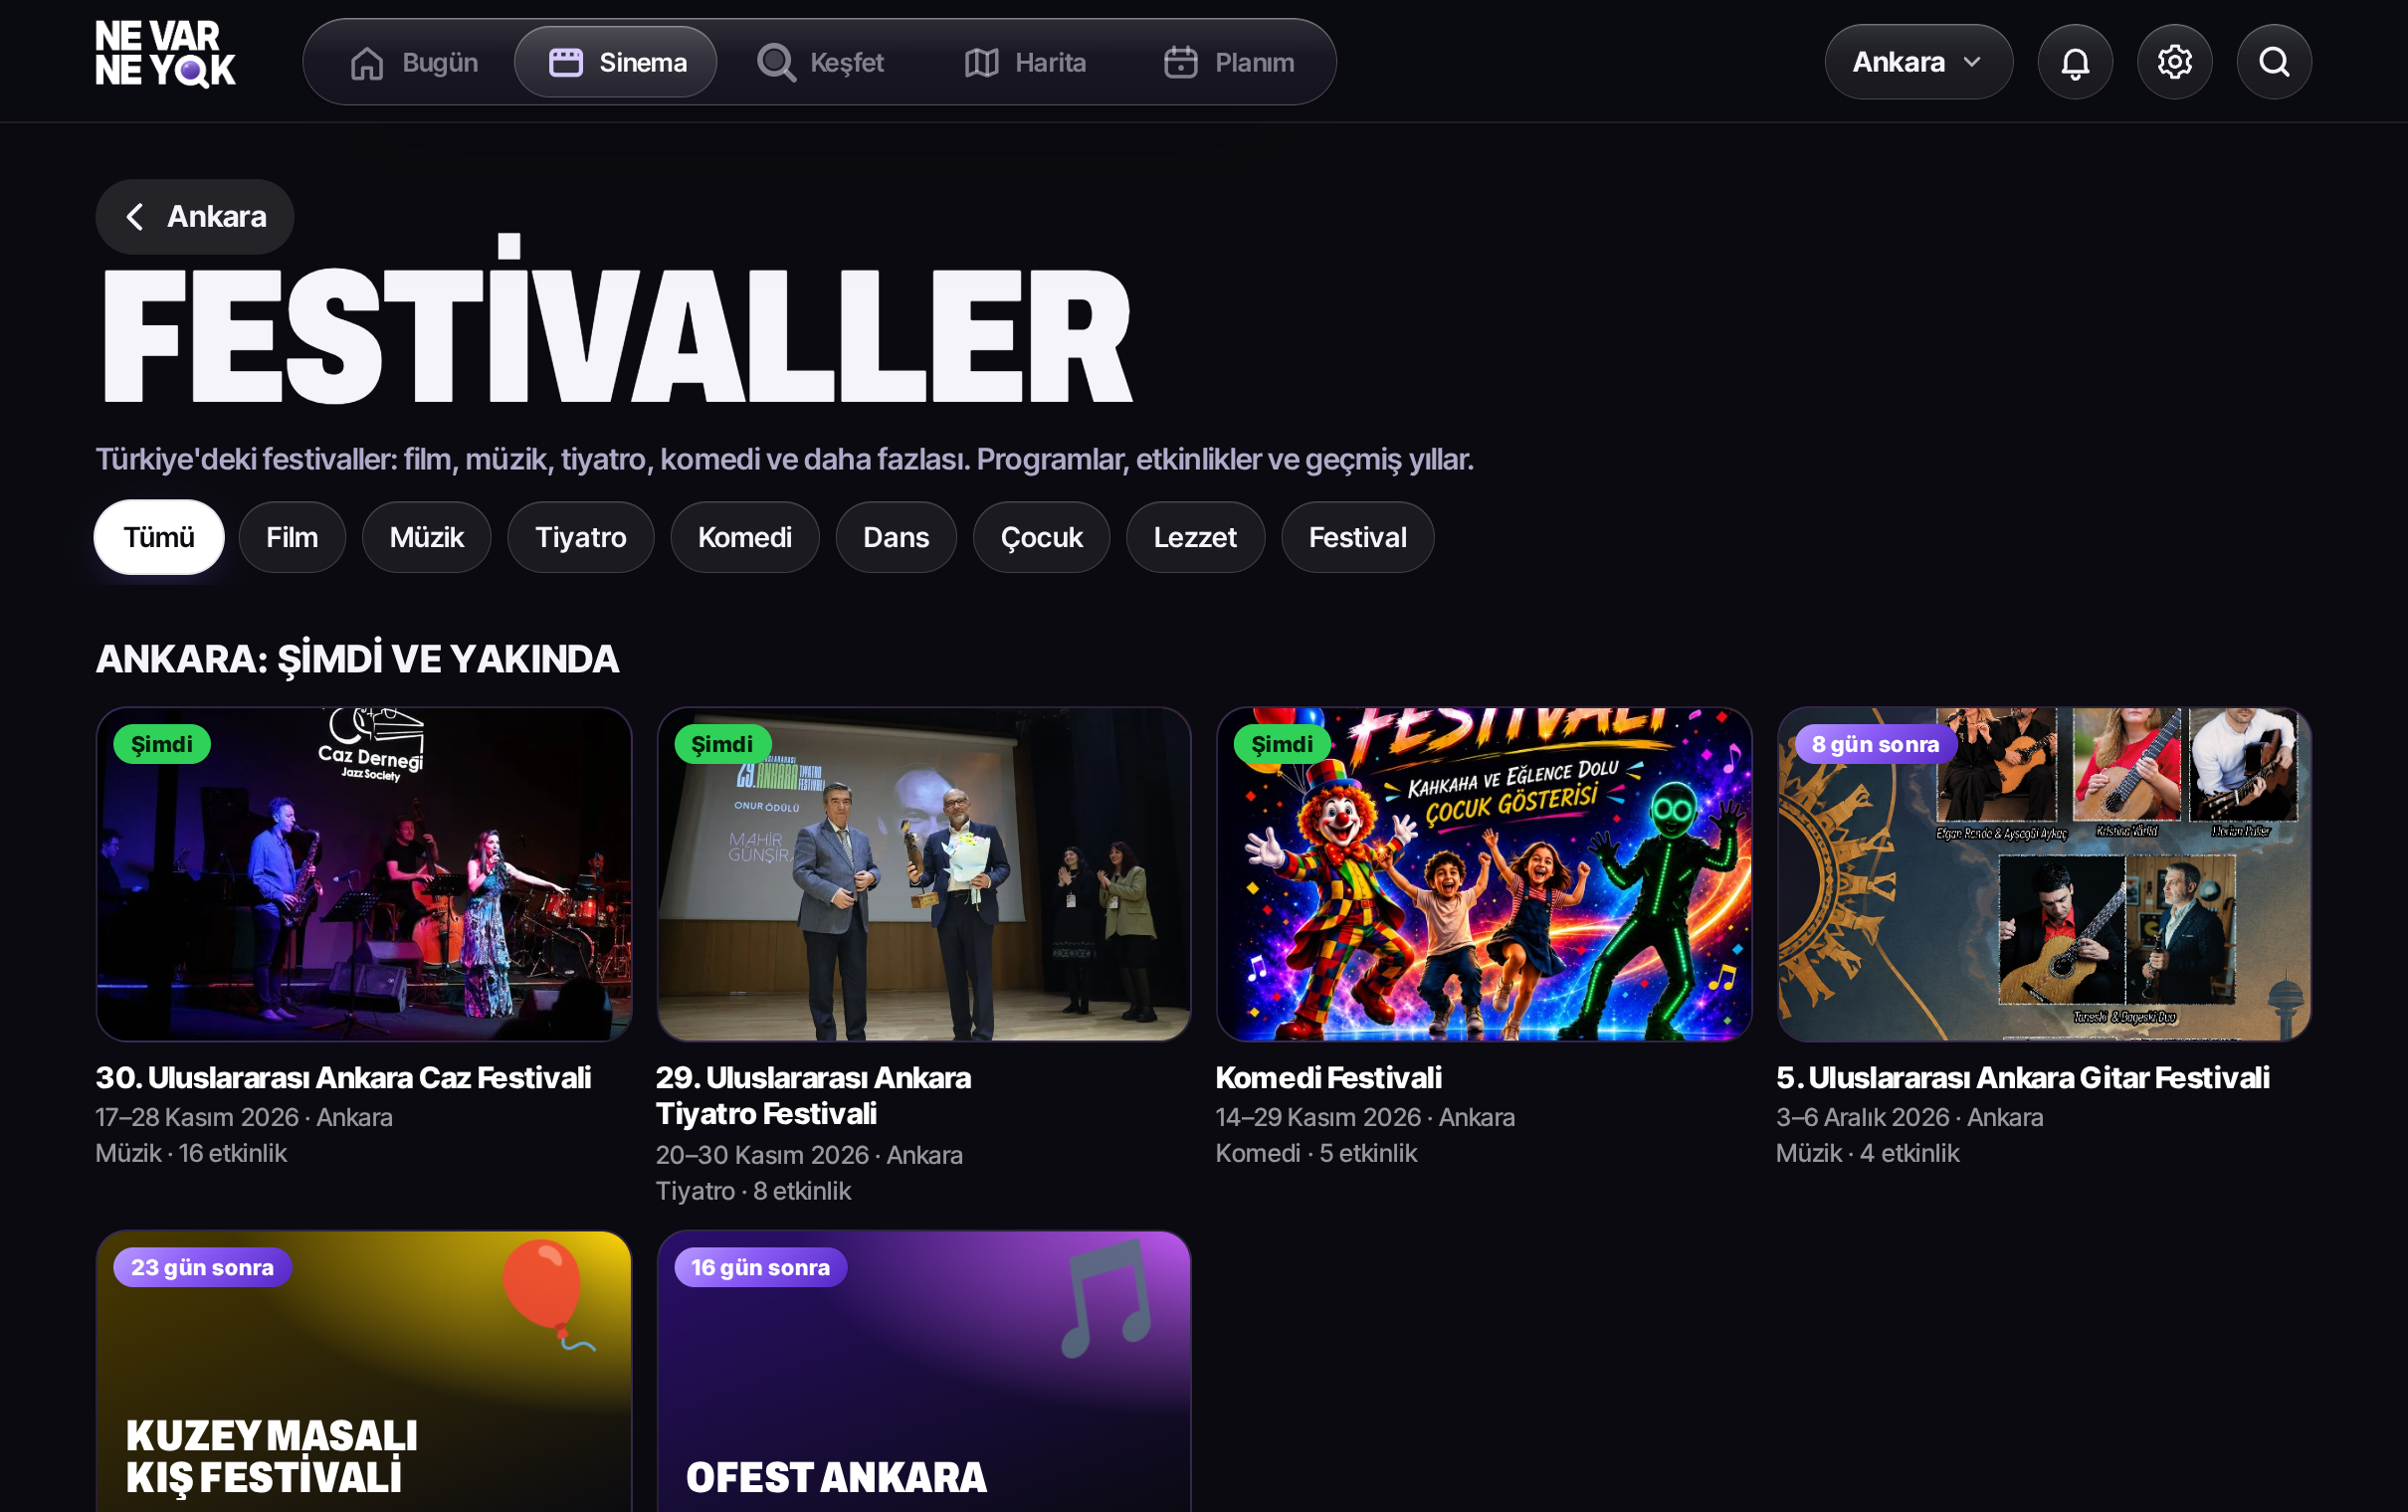 NE VAR
NE YOK
Bugün
Sinema
Keşfet
Harita
Planım
Ankara
Ankara
FESTİVALLER
Türkiye'deki festivaller: film, müzik, tiyatro, komedi ve daha fazlası. Programlar, etkinlikler ve geçmiş yıllar.
Tümü
Film
Müzik
Tiyatro
Komedi
Dans
Çocuk
Lezzet
Festival
ANKARA: ŞİMDİ VE YAKINDA
Şimdi
Caz Derneği
Jazz Society
30. Uluslararası Ankara Caz Festivali
17–28 Kasım 2026 · Ankara
Müzik · 16 etkinlik
Şimdi
29. ANKARA TİYATRO
FESTİVALİ
ONUR ÖDÜLÜ
MAHİR
29. Uluslararası Ankara
Tiyatro Festivali
20–30 Kasım 2026 · Ankara
Tiyatro · 8 etkinlik
Şimdi
FESTİVALİ
KAHKAHA VE EĞLENCE DOLU
ÇOCUK GÖSTERİSİ
Komedi Festivali
14–29 Kasım 2026 · Ankara
Komedi · 5 etkinlik
8 gün sonra
5. Uluslararası Ankara Gitar Festivali
3–6 Aralık 2026 · Ankara
Müzik · 4 etkinlik
23 gün sonra
KUZEY MASALI
KIŞ FESTİVALİ
16 gün sonra
OFEST ANKARA